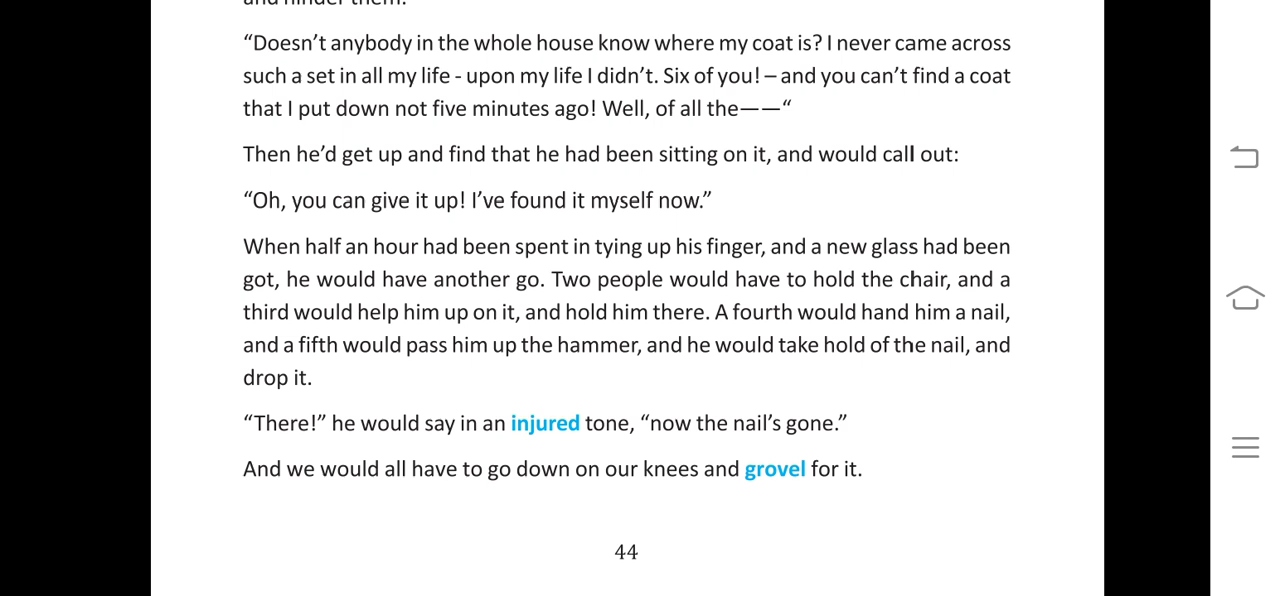 and hinder them.
“Doesn’t anybody in the whole house know where my coat is? I never came across
such a set in all my life - upon my life I didn’t. Six of you! – and you can’t find a coat
that I put down not five minutes ago! Well, of all the——“
Then he’d get up and find that he had been sitting on it, and would call out:
“Oh, you can give it up! I’ve found it myself now.”
When half an hour had been spent in tying up his finger, and a new glass had been
got, he would have another go. Two people would have to hold the chair, and a
third would help him up on it, and hold him there. A fourth would hand him a nail,
and a fifth would pass him up the hammer, and he would take hold of the nail, and
drop it.
“There!” he would say in an injured tone, “now the nail’s gone.”
And we would all have to go down on our knees and grovel for it.
44